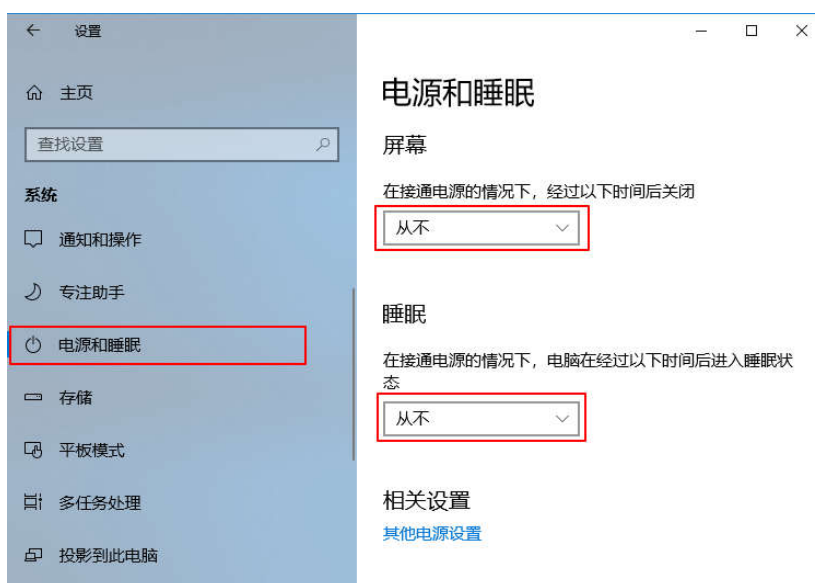 设置
主页
查找设置
系统
通知和操作
专注助手
电源和睡眠
存储
平板模式
多任务处理
投影到此电脑
电源和睡眠
屏幕
在接通电源的情况下，经过以下时间后关闭
从不
睡眠
在接通电源的情况下，电脑在经过以下时间后进入睡眠状
态
从不
相关设置
其他电源设置